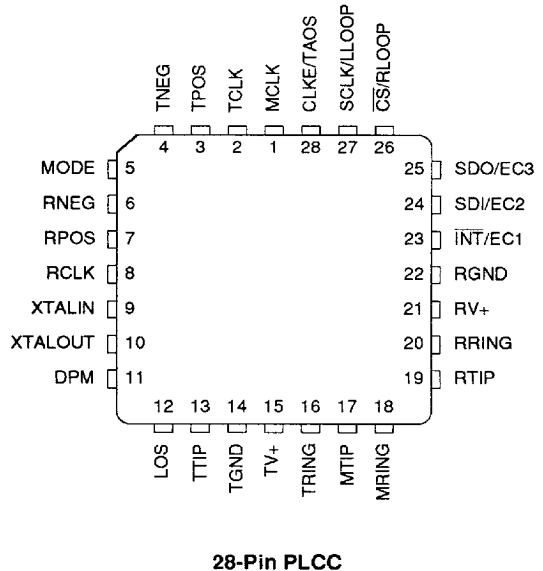 TNEG
TPOS
TCLK
MCLK
CLKE/TAOS
SCLK/LLOOP
C̅S̅/RLOOP
4 3 2 1 28 27 26
MODE 5
RNEG 6
RPOS 7
RCLK 8
XTALIN 9
XTALOUT 10
DPM 11
25 SDO/EC3
24 SDI/EC2
23 I̅N̅T̅/EC1
22 RGND
21 RV+
20 RRING
19 RTIP
12 13 14 15 16 17 18
LOS
TTIP
TGND
TV+
TRING
MTIP
MRING
28-Pin PLCC